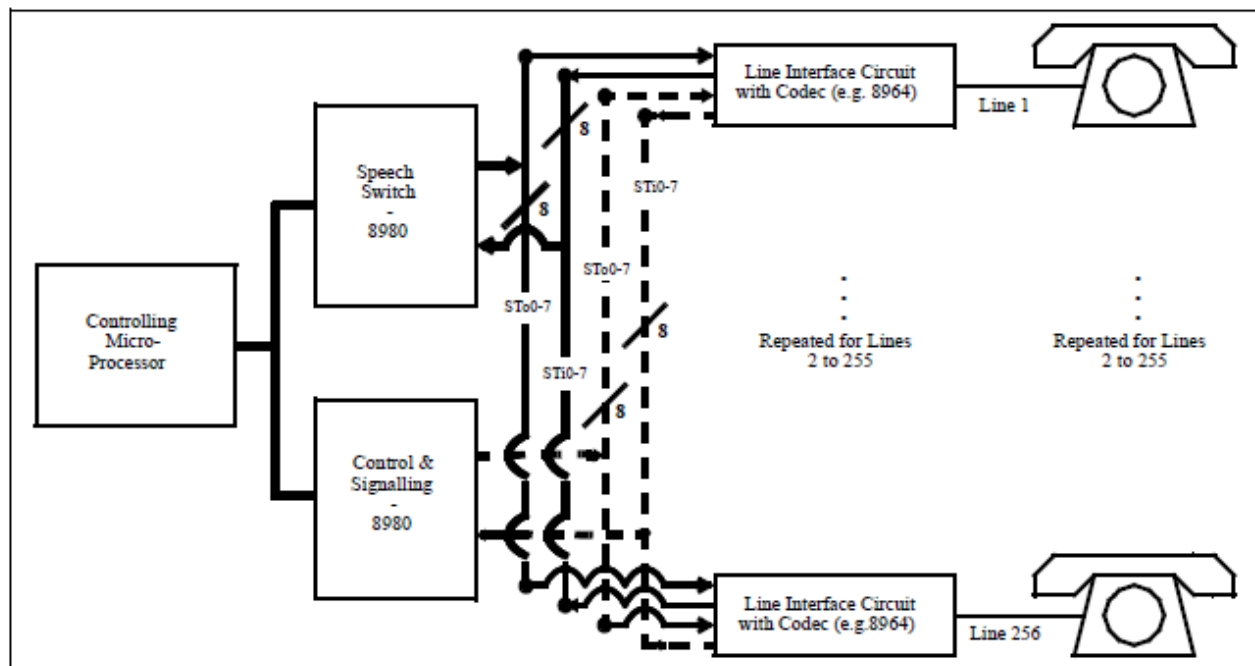 Line Interface Circuit
with Codec (e.g. 8964)
Line 1
8
Speech
Switch
-
8980
STi0-7
8
STo0-7
STo0-7
Controlling
Micro-
Processor
8
Repeated for Lines
2 to 255
Repeated for Lines
2 to 255
STi0-7
8
Control &
Signalling
-
8980
Line Interface Circuit
with Codec (e.g.8964)
Line 256